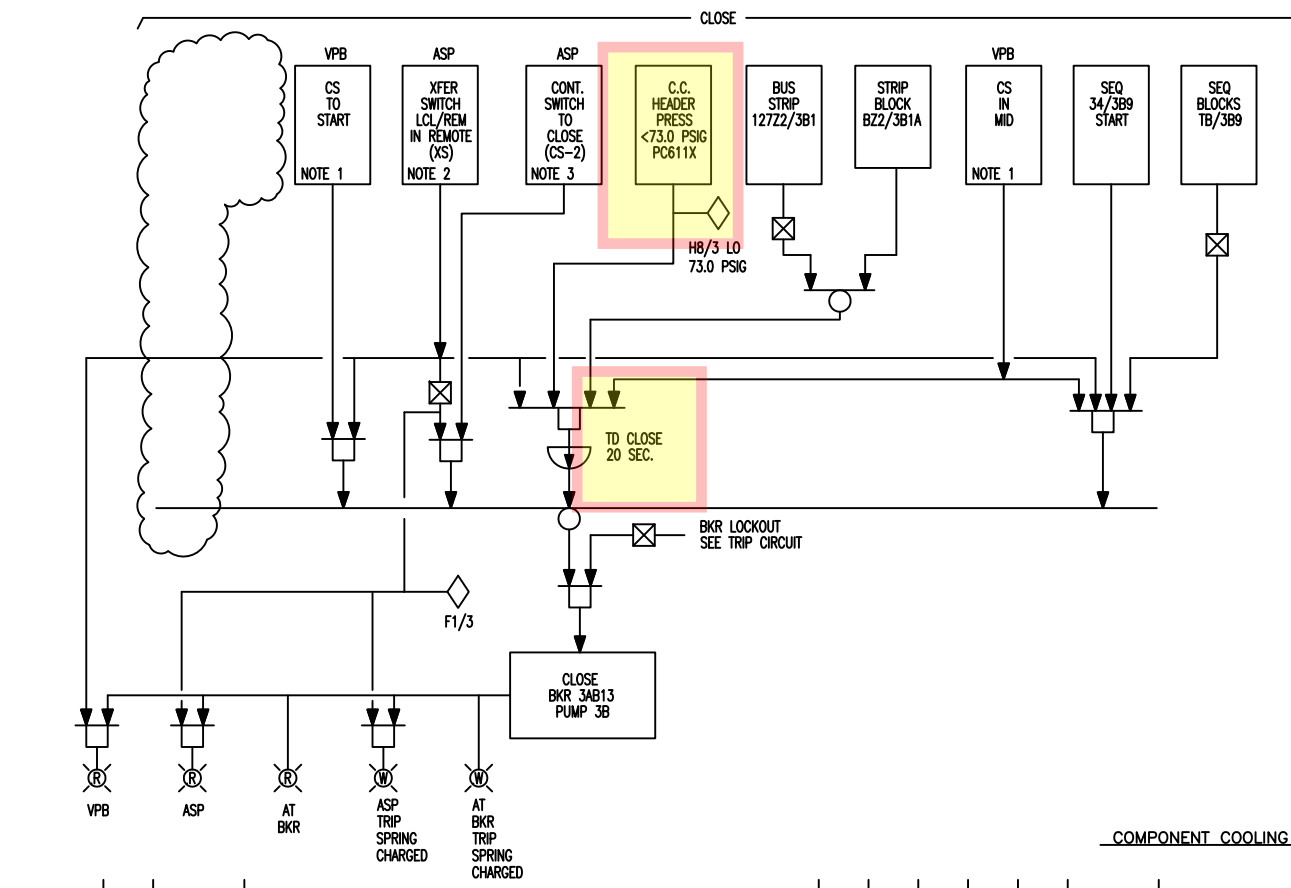 CLOSE
VPB
CS
TO
START
NOTE 1
ASP
XFER
SWITCH
LCL/REM
IN REMOTE
(XS)
NOTE 2
ASP
CONT.
SWITCH
TO
CLOSE
(CS-2)
NOTE 3
C.C.
HEADER
PRESS
<73.0 PSIG
PC611X
BUS
STRIP
127Z2/3B1
STRIP
BLOCK
BZ2/3B1A
VPB
CS
IN
MID
NOTE 1
SEQ
34/3B9
START
SEQ
BLOCKS
TB/3B9
H8/3 LO
73.0 PSIG
TD CLOSE
20 SEC.
BKR LOCKOUT
SEE TRIP CIRCUIT
F1/3
CLOSE
BKR 3AB13
PUMP 3B
R
VPB
R
ASP
R
AT
BKR
W
ASP
TRIP
SPRING
CHARGED
W
AT
BKR
TRIP
SPRING
CHARGED
COMPONENT COOLING